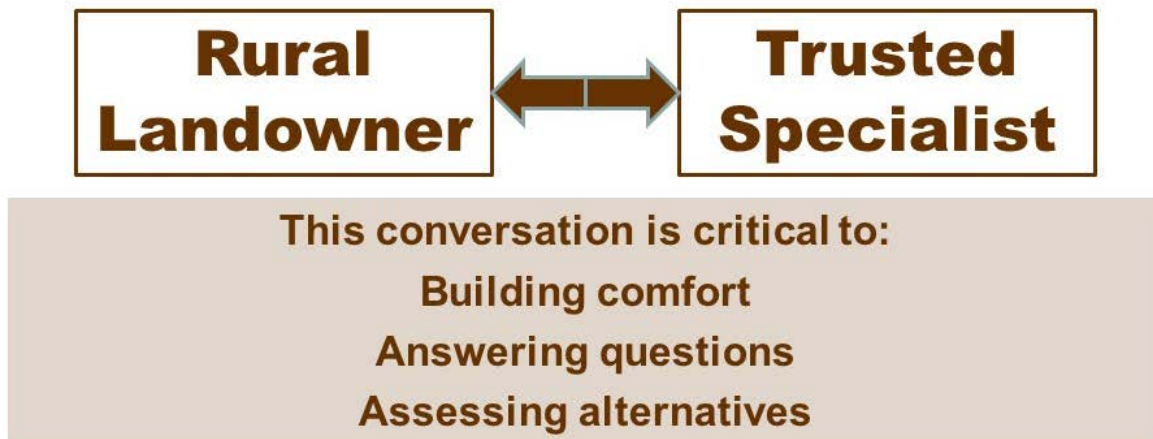 Rural
Landowner
Trusted
Specialist
This conversation is critical to:
Building comfort
Answering questions
Assessing alternatives